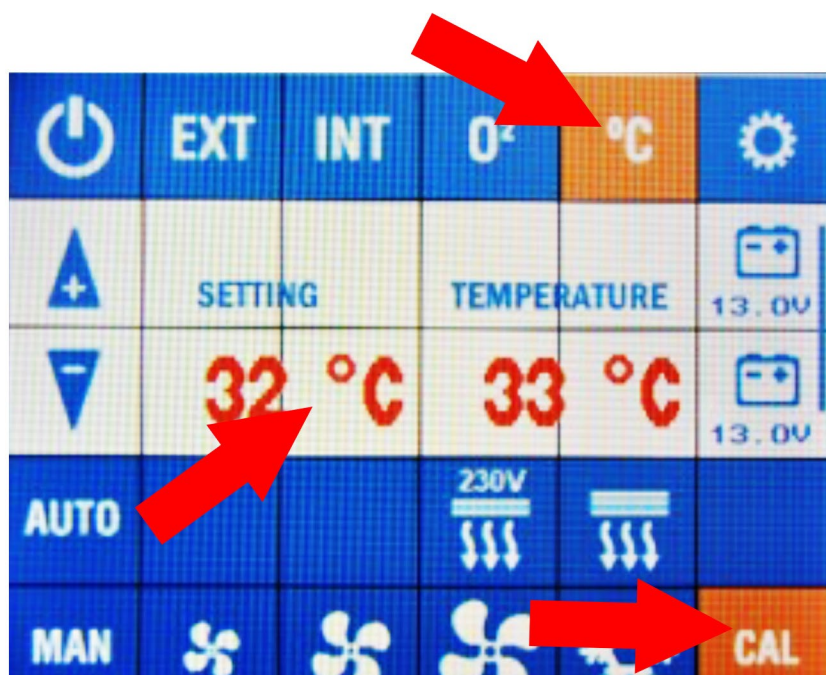 EXT INT O² °C
SETTING TEMPERATURE
13.0V
32 °C 33 °C
13.0V
AUTO 230V
MAN CAL